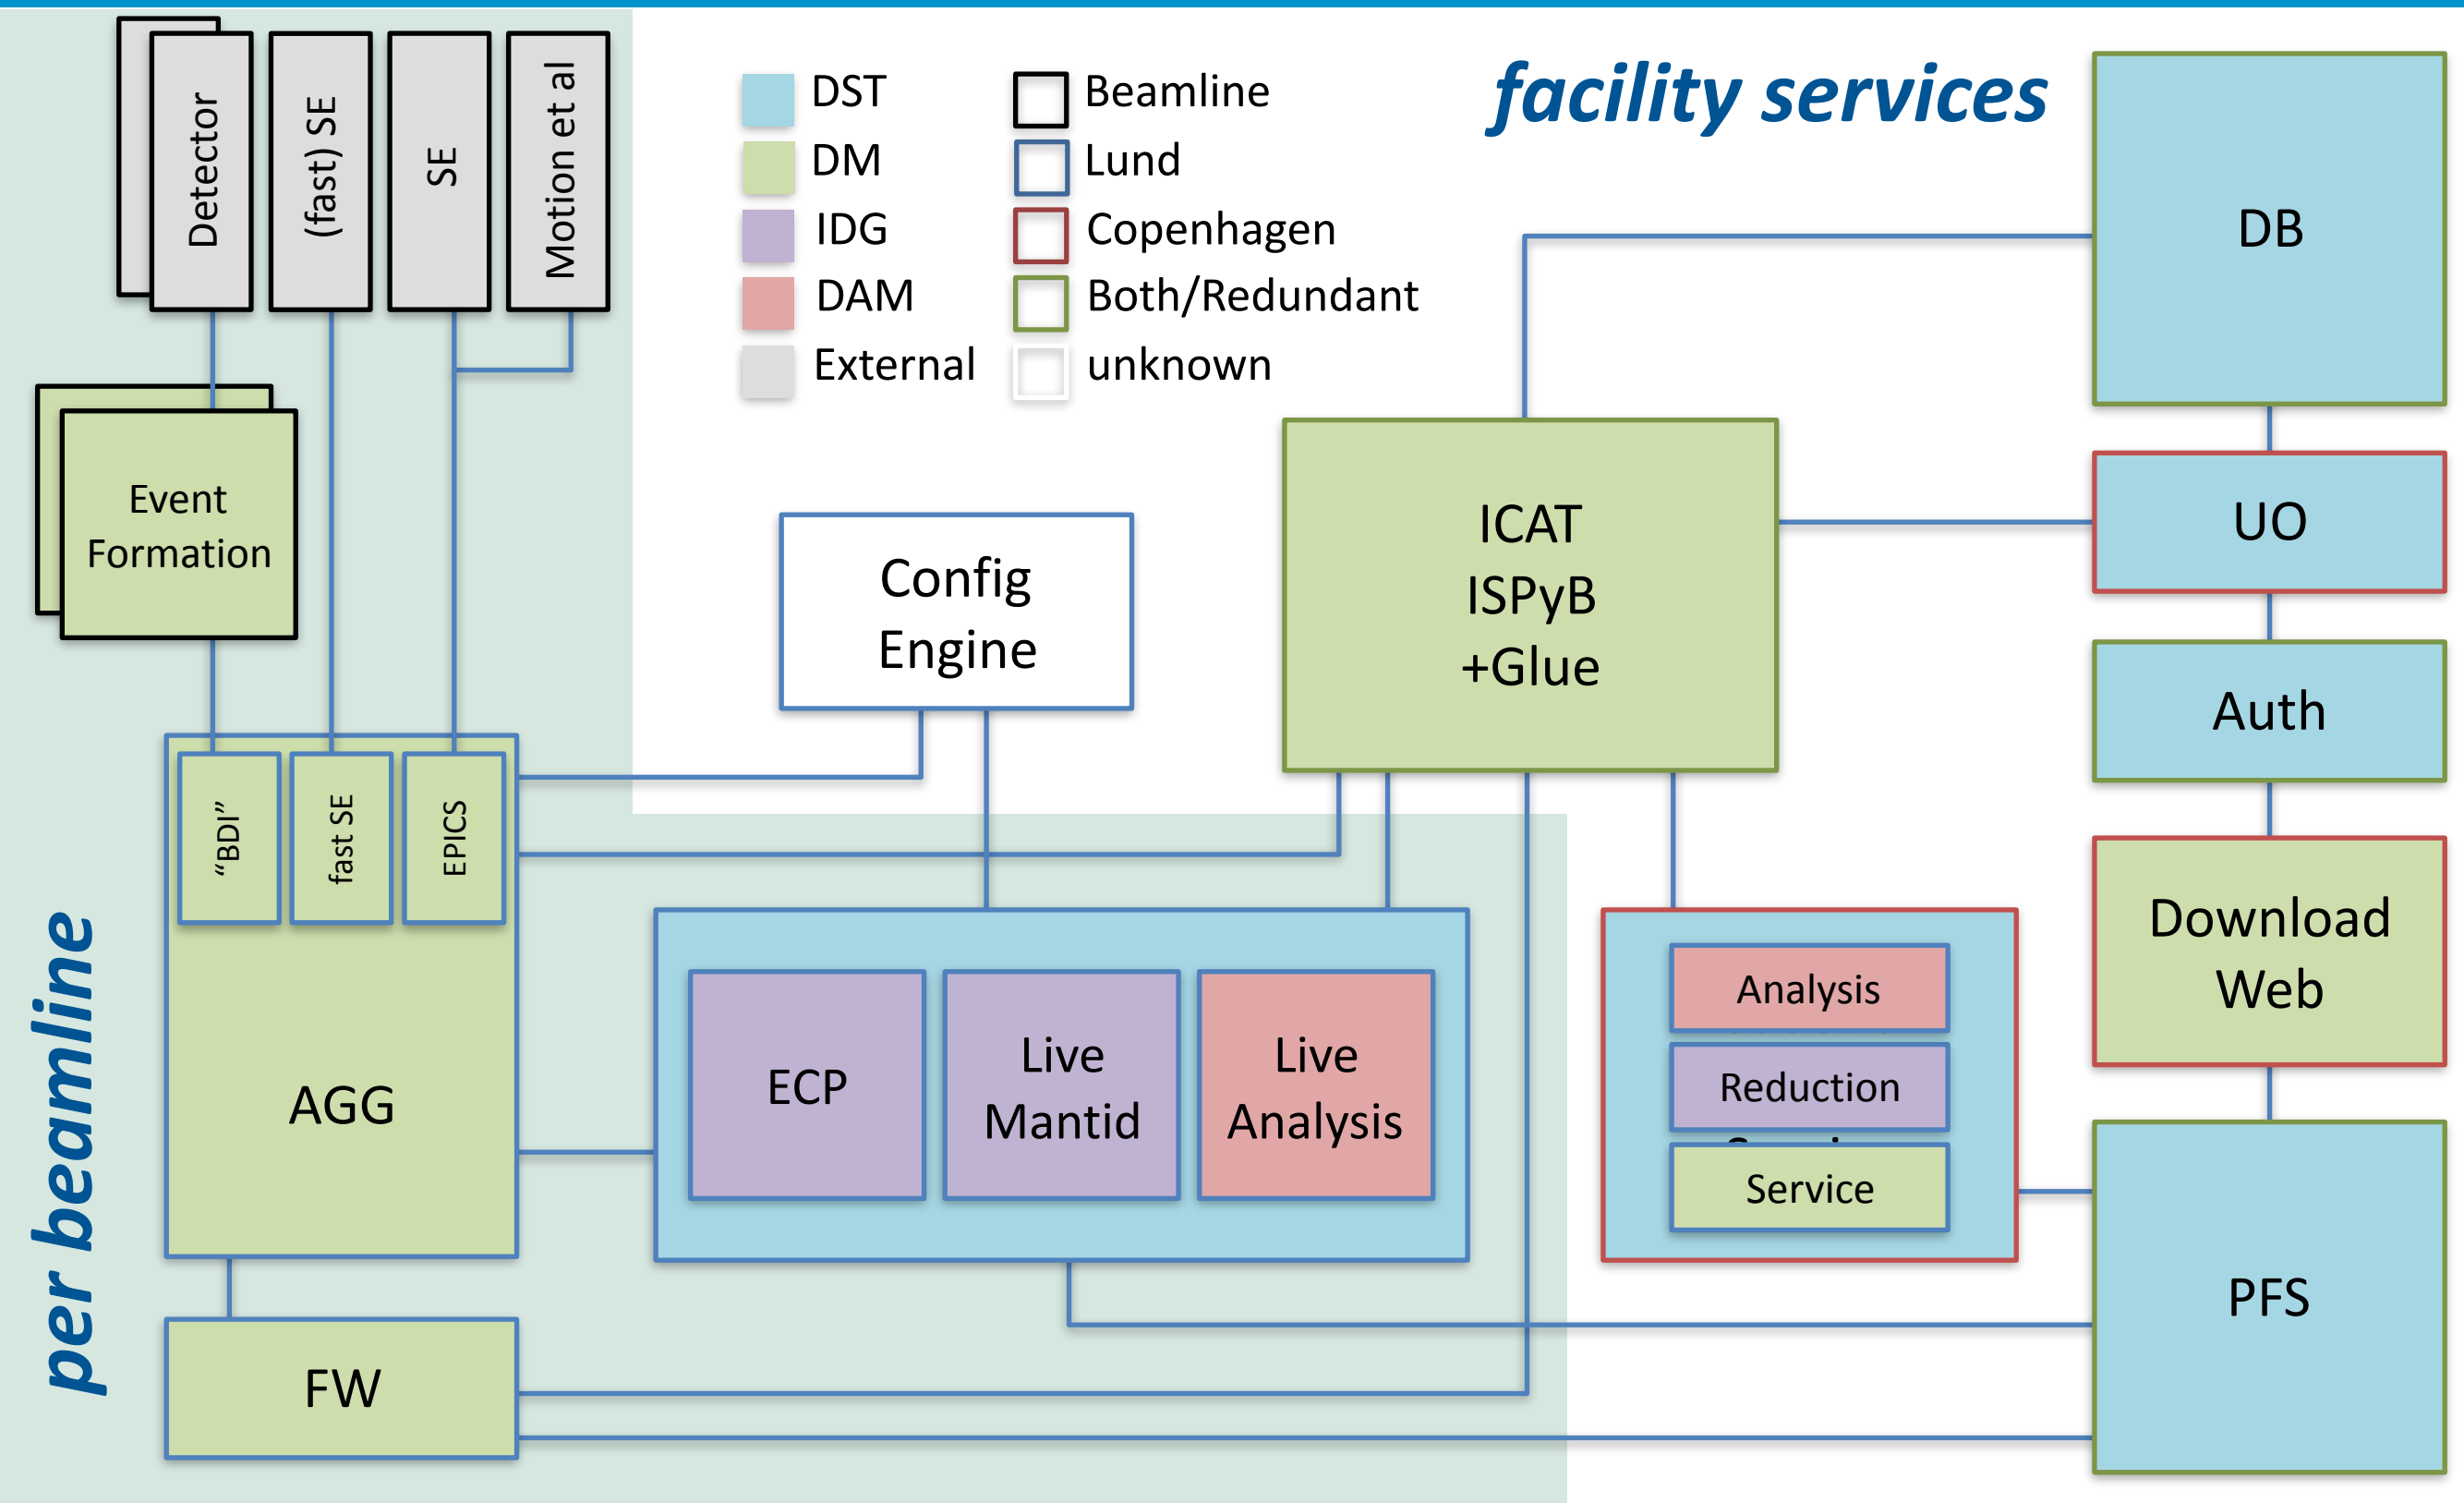 facility services
DST
DM
IDG
DAM
External
Beamline
Lund
Copenhagen
Both/Redundant
unknown
Detector
(fast) SE
SE
Motion et al
Event
Formation
Config
Engine
ICAT
ISPyB
+Glue
DB
UO
Auth
Download
Web
PFS
"BDI"
fast SE
EPICS
AGG
FW
ECP
Live
Mantid
Live
Analysis
Analysis
Reduction
Service
per beamline